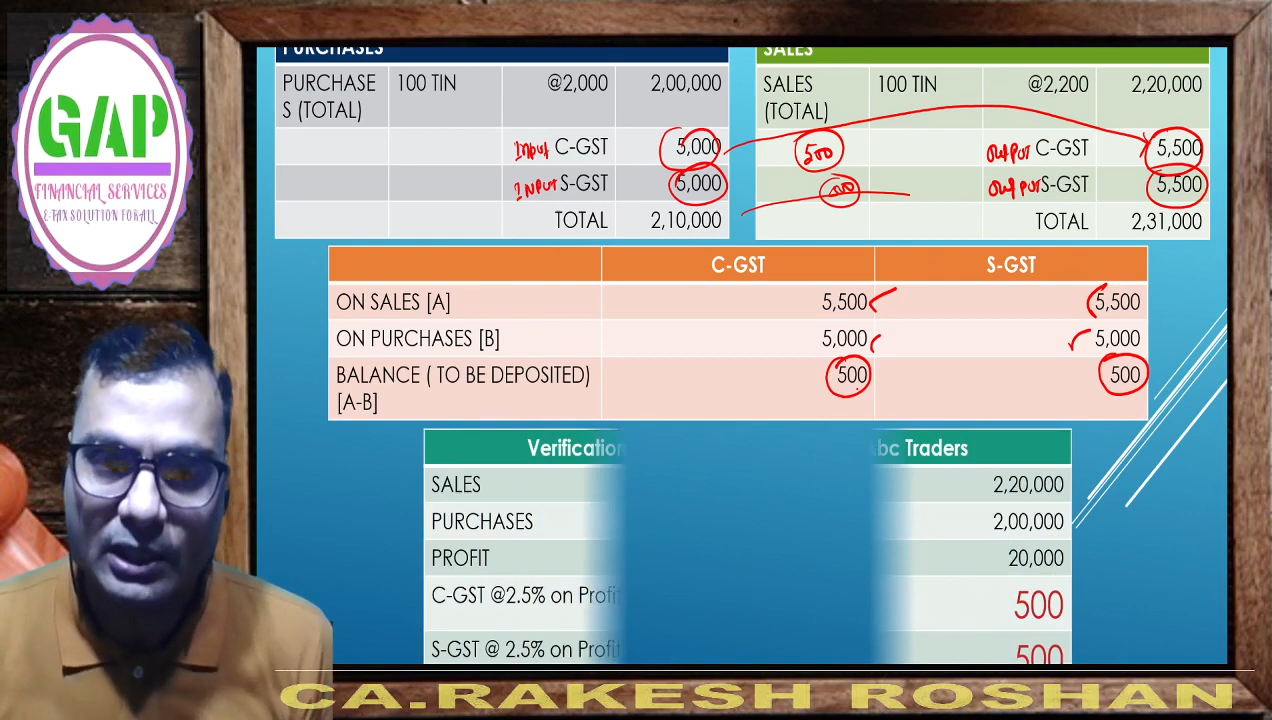 GAP
FINANCIAL SERVICES
E-TAX SOLUTION FOR ALL
PURCHASES
PURCHASE
S (TOTAL)
100 TIN
@2,000
2,00,000
Input C-GST
5,000
Input S-GST
5,000
TOTAL
2,10,000
SALES
SALES
(TOTAL)
100 TIN
@2,200
2,20,000
500
output C-GST
5,500
output S-GST
5,500
TOTAL
2,31,000
C-GST
S-GST
ON SALES [A]
5,500
5,500
ON PURCHASES [B]
5,000
5,000
BALANCE ( TO BE DEPOSITED)
[A-B]
500
500
Verification
bc Traders
SALES
2,20,000
PURCHASES
2,00,000
PROFIT
20,000
C-GST @2.5% on Profi
500
S-GST @ 2.5% on Profi
500
CA.RAKESH ROSHAN